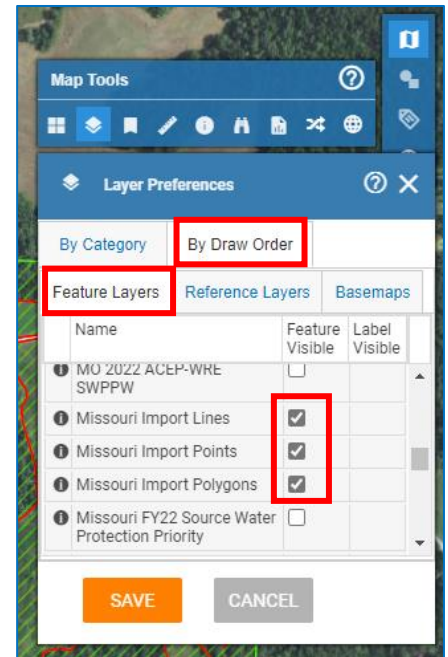 Map Tools
Layer Preferences
By Category By Draw Order
Feature Layers Reference Layers Basemaps
Name Feature Label
Visible Visible
MO 2022 ACEP-WRE
SWPPW
Missouri Import Lines
Missouri Import Points
Missouri Import Polygons
Missouri FY22 Source Water
Protection Priority
SAVE CANCEL